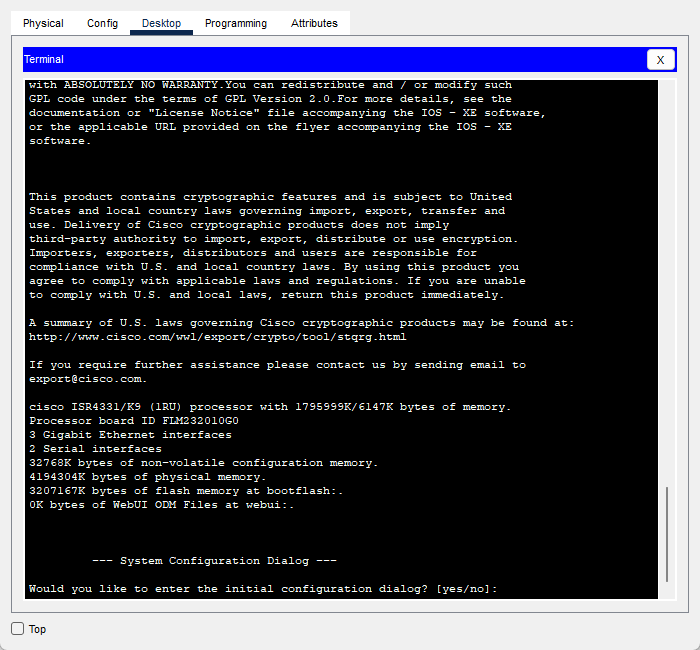 Physical Config Desktop Programming Attributes
Terminal X
with ABSOLUTELY NO WARRANTY.You can redistribute and / or modify such
GPL code under the terms of GPL Version 2.0.For more details, see the
documentation or "License Notice" file accompanying the IOS - XE software,
or the applicable URL provided on the flyer accompanying the IOS - XE
software.
This product contains cryptographic features and is subject to United
States and local country laws governing import, export, transfer and
use. Delivery of Cisco cryptographic products does not imply
third-party authority to import, export, distribute or use encryption.
Importers, exporters, distributors and users are responsible for
compliance with U.S. and local country laws. By using this product you
agree to comply with applicable laws and regulations. If you are unable
to comply with U.S. and local laws, return this product immediately.
A summary of U.S. laws governing Cisco cryptographic products may be found at:
http://www.cisco.com/wwl/export/crypto/tool/stqrg.html
If you require further assistance please contact us by sending email to
export@cisco.com.
cisco ISR4331/K9 (1RU) processor with 1795999K/6147K bytes of memory.
Processor board ID FLM232010G0
3 Gigabit Ethernet interfaces
2 Serial interfaces
32768K bytes of non-volatile configuration memory.
4194304K bytes of physical memory.
3207167K bytes of flash memory at bootflash:.
0K bytes of WebUI ODM Files at webui:.
--- System Configuration Dialog ---
Would you like to enter the initial configuration dialog? [yes/no]:
Top